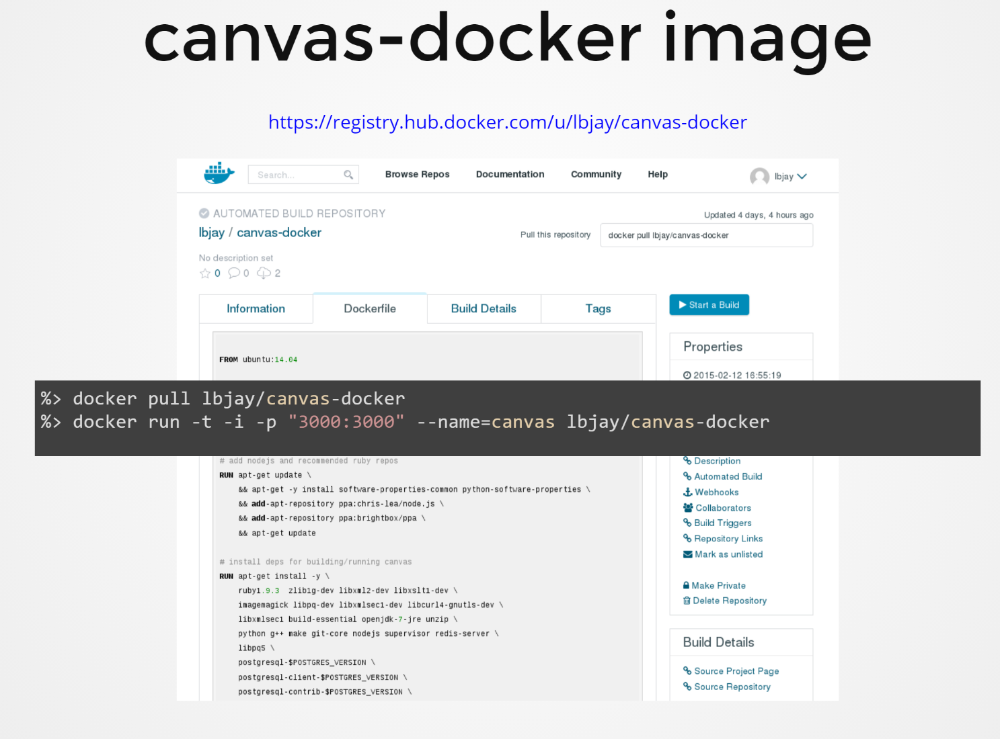 canvas-docker image
https://registry.hub.docker.com/u/lbjay/canvas-docker
Search...
Browse Repos
Documentation
Community
Help
lbjay
AUTOMATED BUILD REPOSITORY
Updated 4 days, 4 hours ago
lbjay / canvas-docker
Pull this repository
docker pull lbjay/canvas-docker
No description set
0 0 2
Information
Dockerfile
Build Details
Tags
Start a Build
FROM ubuntu:14.04
Properties
2015-02-12 16:55:19
%> docker pull lbjay/canvas-docker
%> docker run -t -i -p "3000:3000" --name=canvas lbjay/canvas-docker
# add nodejs and recommended ruby repos
RUN apt-get update \
&& apt-get -y install software-properties-common python-software-properties \
&& add-apt-repository ppa:chris-lea/node.js \
&& add-apt-repository ppa:brightbox/ppa \
&& apt-get update
# install deps for building/running canvas
RUN apt-get install -y \
ruby1.9.3 zlib1g-dev libxml2-dev libxslt1-dev \
imagemagick libpq-dev libxmlsec1-dev libcurl4-gnutls-dev \
libxmlsec1 build-essential openjdk-7-jre unzip \
python g++ make git-core nodejs supervisor redis-server \
libpq5 \
postgresql-$POSTGRES_VERSION \
postgresql-client-$POSTGRES_VERSION \
postgresql-contrib-$POSTGRES_VERSION \
Description
Automated Build
Webhooks
Collaborators
Build Triggers
Repository Links
Mark as unlisted
Make Private
Delete Repository
Build Details
Source Project Page
Source Repository